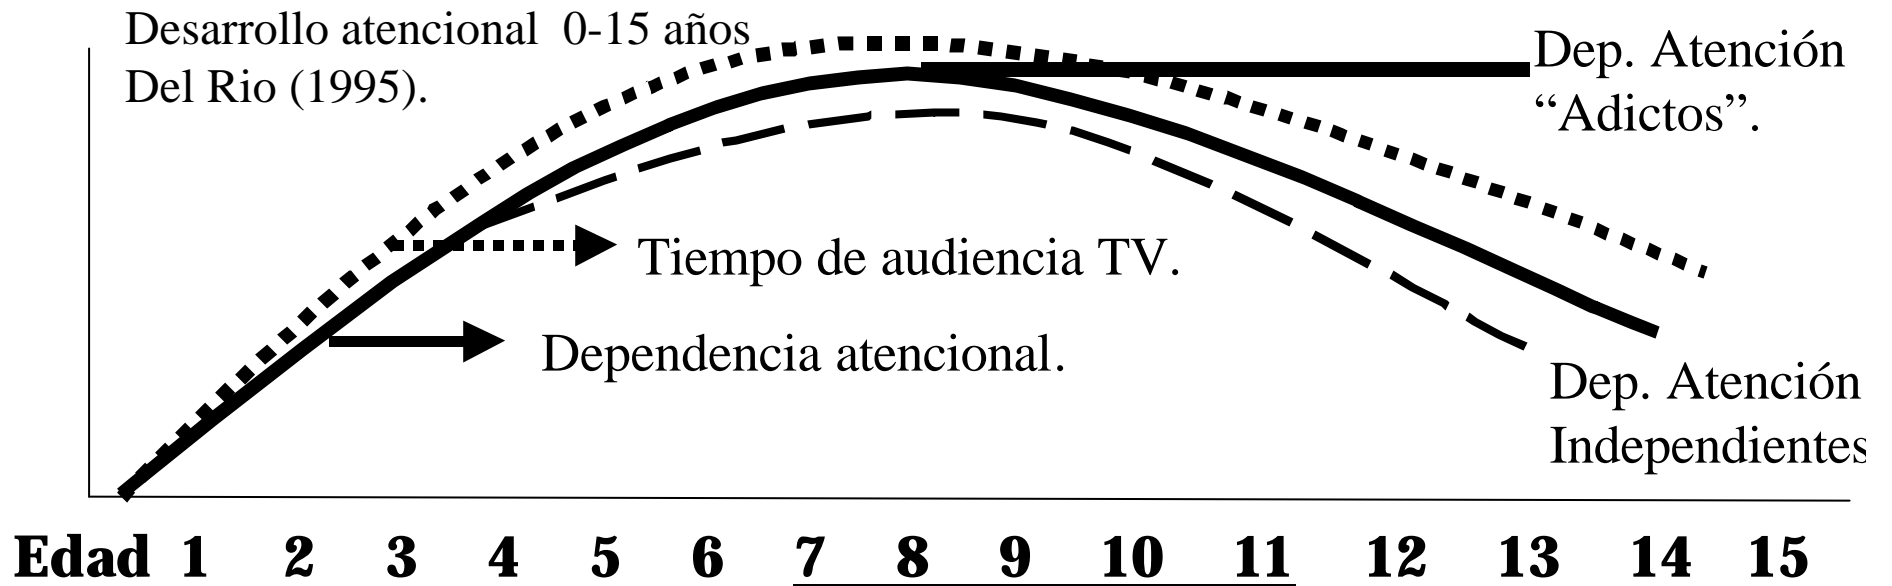 Desarrollo atencional 0-15 años
Del Rio (1995).
Dep. Atención
“Adictos”.
Tiempo de audiencia TV.
Dependencia atencional.
Dep. Atención
Independientes
Edad 1 2 3 4 5 6 7 8 9 10 11 12 13 14 15